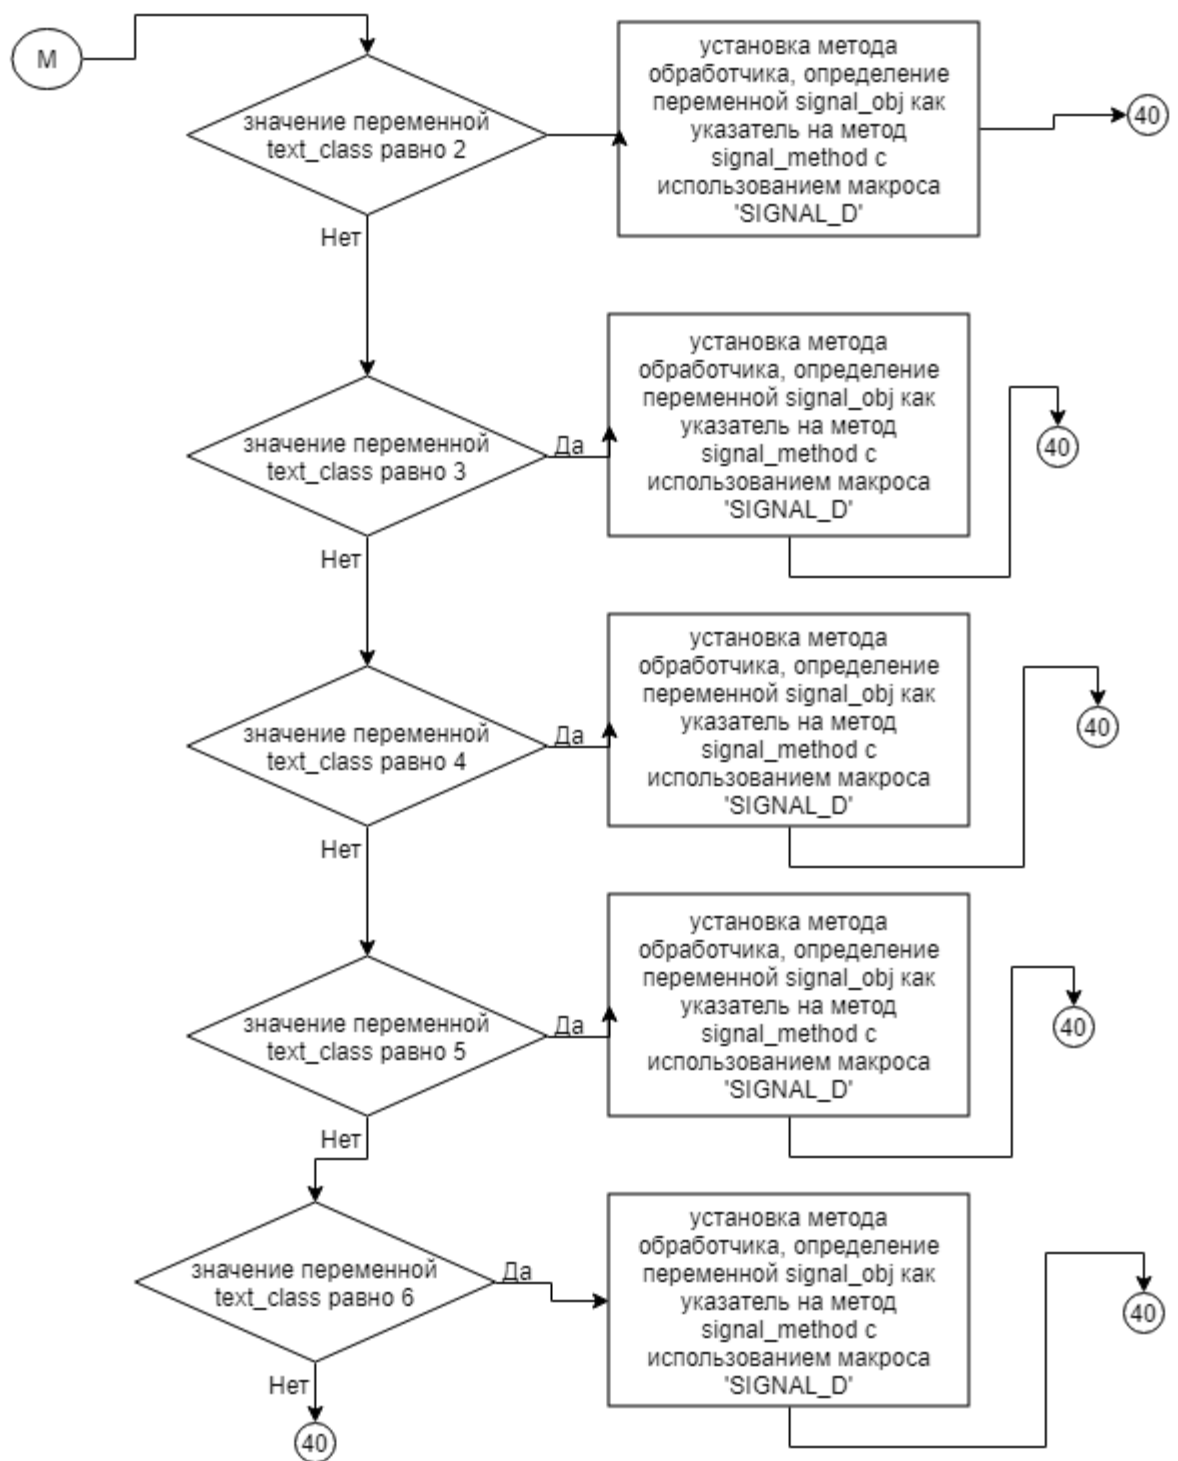 М
значение переменной
text_class равно 2
установка метода
обработчика, определение
переменной signal_obj как
указатель на метод
signal_method с
использованием макроса
'SIGNAL_D'
40
Нет
значение переменной
text_class равно 3
Да
установка метода
обработчика, определение
переменной signal_obj как
указатель на метод
signal_method с
использованием макроса
'SIGNAL_D'
40
Нет
значение переменной
text_class равно 4
Да
установка метода
обработчика, определение
переменной signal_obj как
указатель на метод
signal_method с
использованием макроса
'SIGNAL_D'
40
Нет
значение переменной
text_class равно 5
Да
установка метода
обработчика, определение
переменной signal_obj как
указатель на метод
signal_method с
использованием макроса
'SIGNAL_D'
40
Нет
значение переменной
text_class равно 6
Да
установка метода
обработчика, определение
переменной signal_obj как
указатель на метод
signal_method с
использованием макроса
'SIGNAL_D'
40
Нет
40